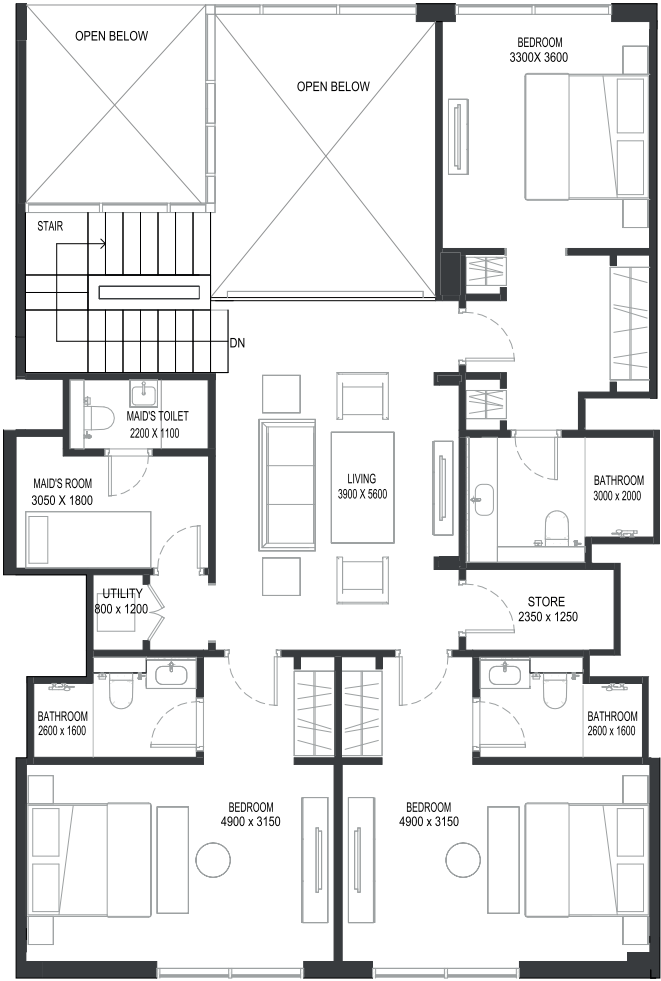 OPEN BELOW
OPEN BELOW
BEDROOM
3300X 3600
STAIR
DN
MAID'S TOILET
2200 X 1100
MAID'S ROOM
3050 X 1800
LIVING
3900 X 5600
BATHROOM
3000 x 2000
UTILITY
800 x 1200
STORE
2350 x 1250
BATHROOM
2600 x 1600
BATHROOM
2600 x 1600
BEDROOM
4900 x 3150
BEDROOM
4900 x 3150